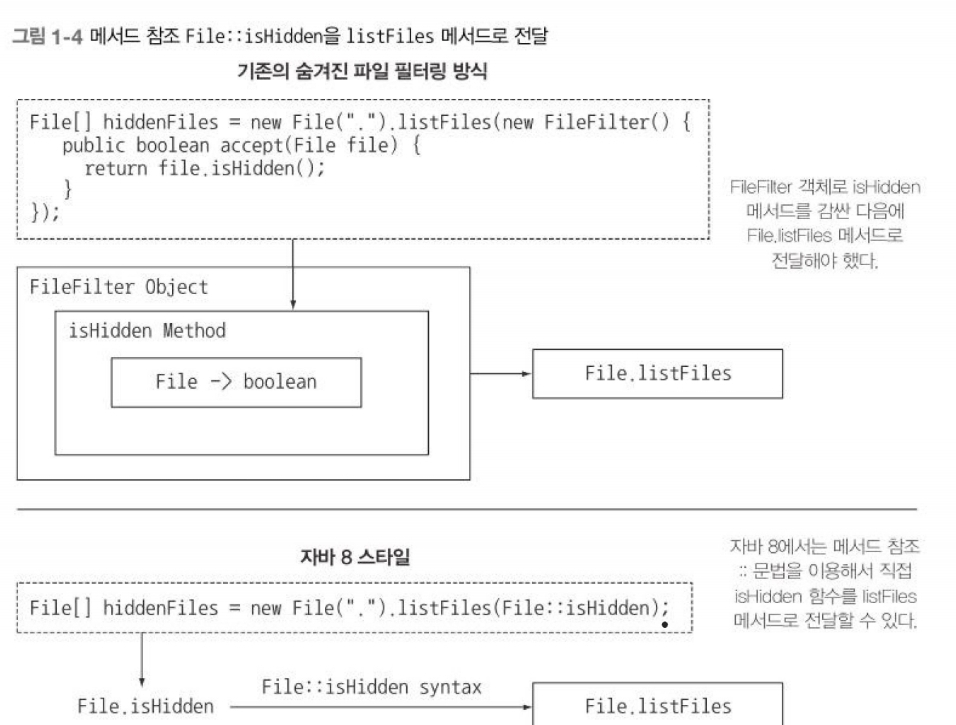 그림 1-4 메서드 참조 File::isHidden을 listFiles 메서드로 전달
기존의 숨겨진 파일 필터링 방식
File[] hiddenFiles = new File(".").listFiles(new FileFilter() {
public boolean accept(File file) {
return file.isHidden();
}
});
FileFilter 객체로 isHidden
메서드를 감싼 다음에
File.listFiles 메서드로
전달해야 했다.
FileFilter Object
isHidden Method
File -> boolean
File.listFiles
자바 8 스타일
File[] hiddenFiles = new File(".").listFiles(File::isHidden);
자바 8에서는 메서드 참조
:: 문법을 이용해서 직접
isHidden 함수를 listFiles
메서드로 전달할 수 있다.
File.isHidden
File::isHidden syntax
File.listFiles